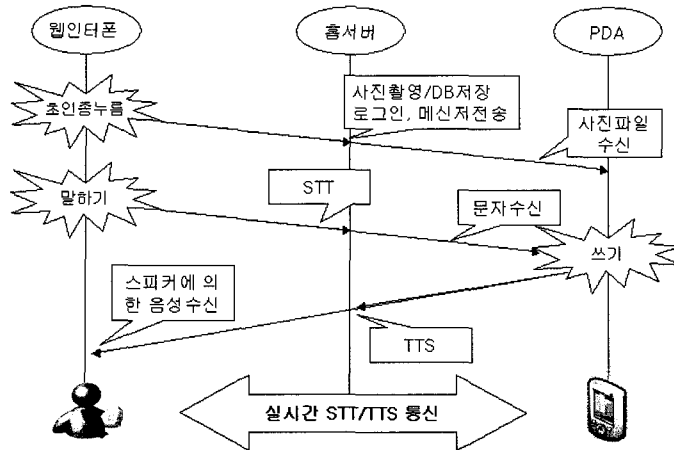 웹인터폰
홈서버
PDA
초인종누름
사진촬영/DB저장
로그인, 메신저전송
사진파일
수신
말하기
STT
문자수신
쓰기
스피커에 의
한 음성수신
TTS
실시간 STT/TTS 통신